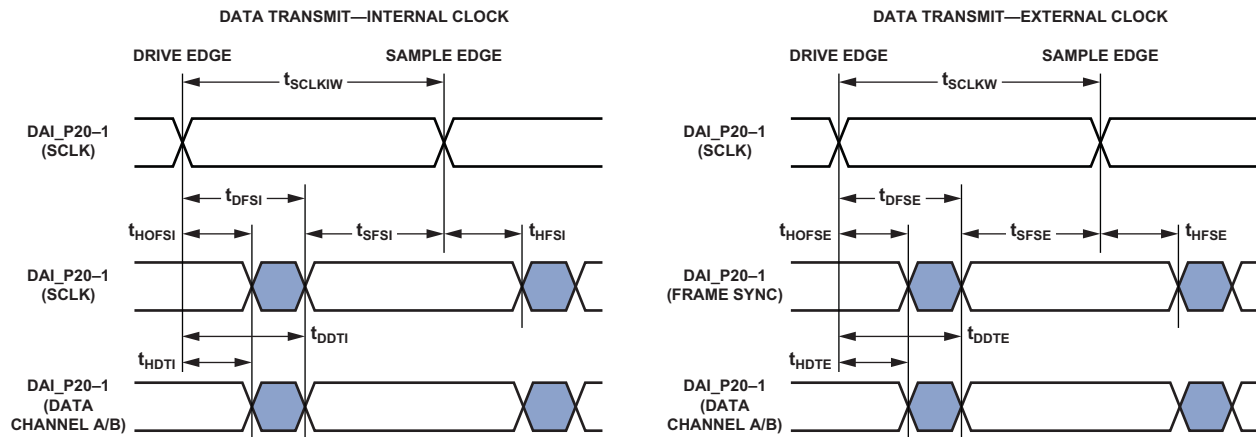 DATA TRANSMIT—INTERNAL CLOCK
DRIVE EDGE
SAMPLE EDGE
tSCLKIW
DAI_P20–1
(SCLK)
tDFSI
tHOFSI
tSFSI
tHFSI
DAI_P20–1
(SCLK)
tDDTI
tHDTI
DAI_P20–1
(DATA
CHANNEL A/B)
DATA TRANSMIT—EXTERNAL CLOCK
DRIVE EDGE
SAMPLE EDGE
tSCLKW
DAI_P20–1
(SCLK)
tDFSE
tHOFSE
tSFSE
tHFSE
DAI_P20–1
(FRAME SYNC)
tDDTE
tHDTE
DAI_P20–1
(DATA
CHANNEL A/B)